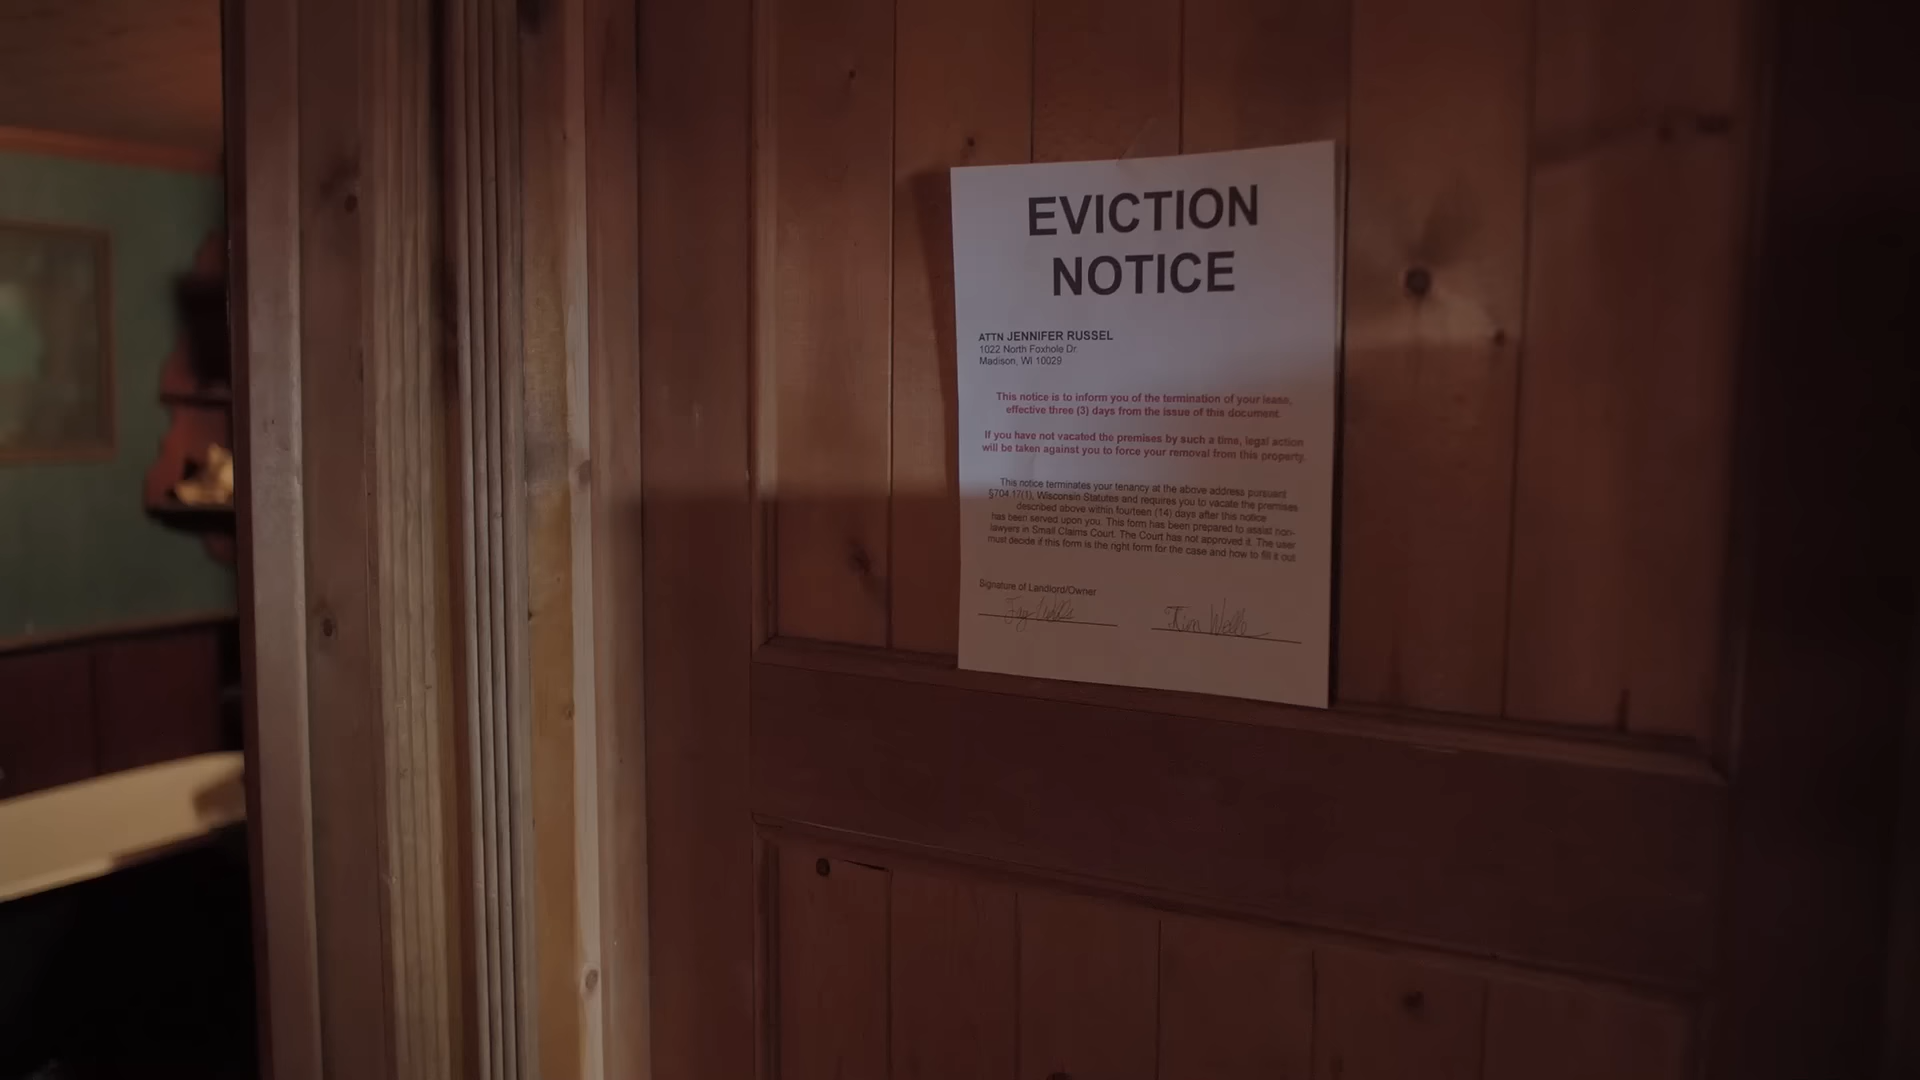 EVICTION
NOTICE
ATTN JENNIFER RUSSEL
1022 North Foxhole Dr.
Madison, WI 10029
This notice is to inform you of the termination of your lease,
effective three (3) days from the issue of this document.
If you have not vacated the premises by such a time, legal action
will be taken against you to force your removal from this property.
This notice terminates your tenancy at the above address pursuant
§704.17(1), Wisconsin Statutes and requires you to vacate the premises
described above within fourteen (14) days after this notice
has been served upon you. This form has been prepared to assist non-
lawyers in Small Claims Court. The Court has not approved it. The user
must decide if this form is the right form for the case and how to fill it out
Signature of Landlord/Owner